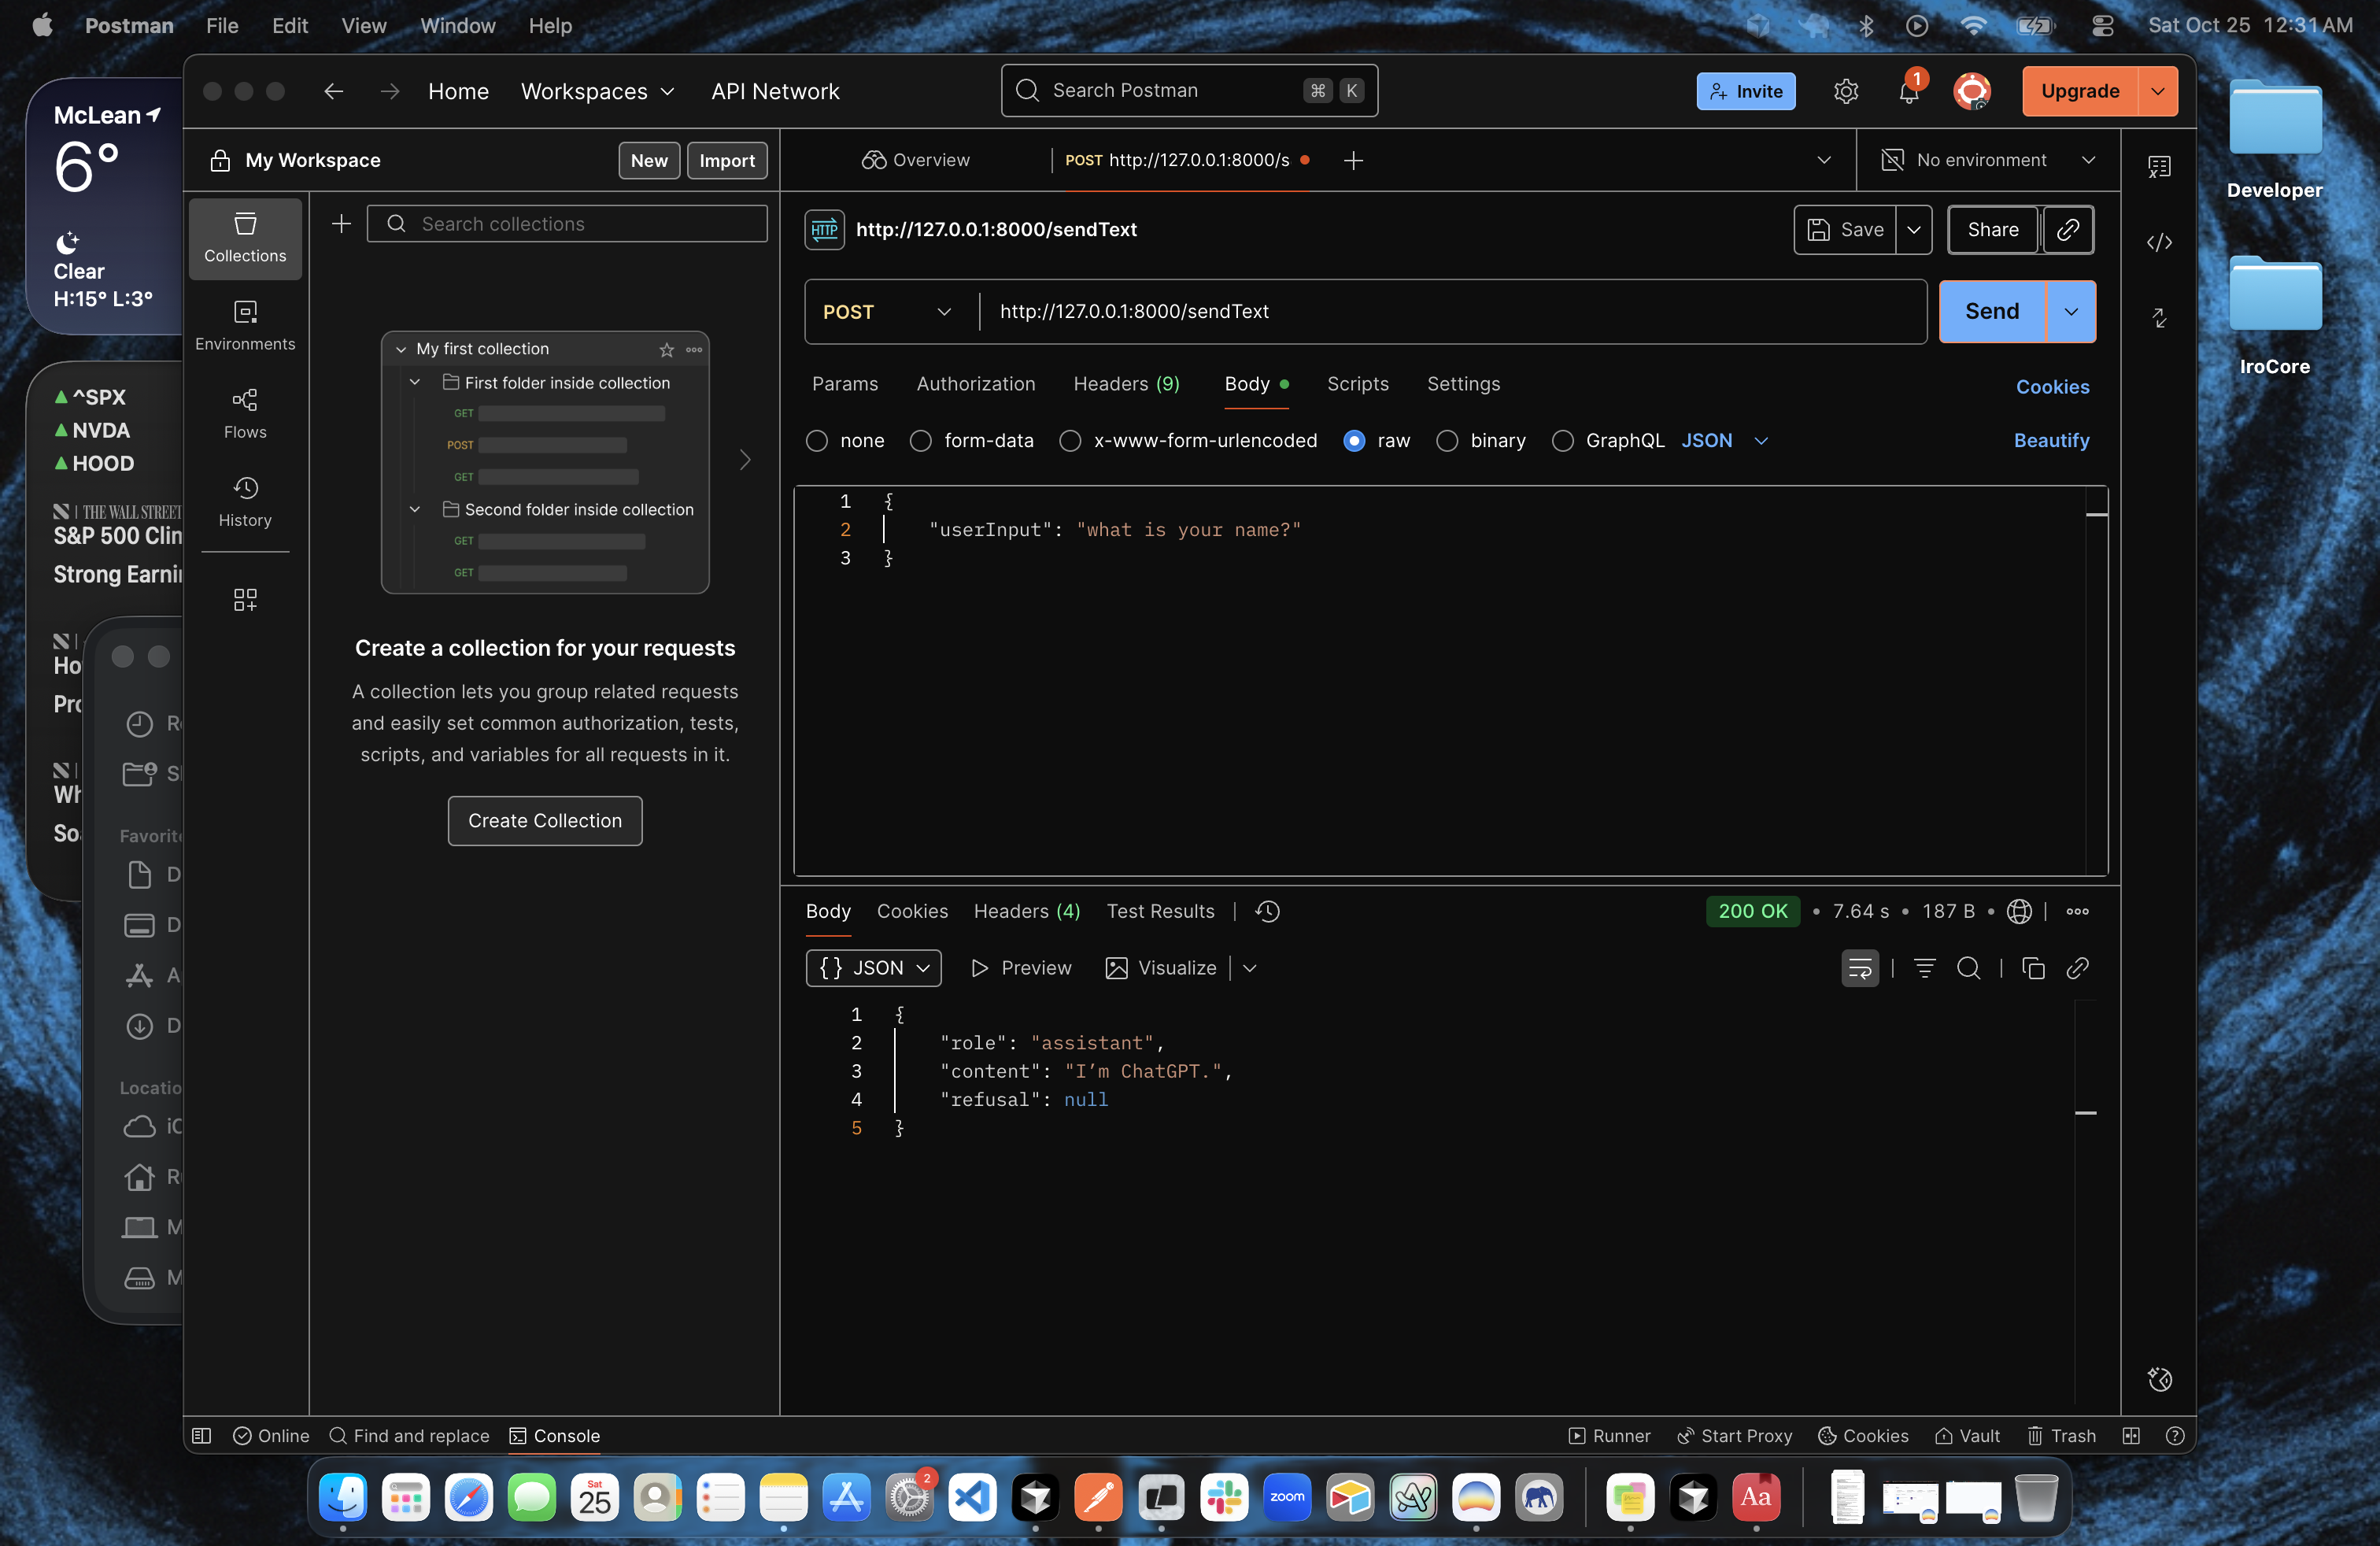 Postman File Edit View Window Help Sat Oct 25 12:31 AM
McLean
6°
Clear
H:15° L:3°
^SPX
NVDA
HOOD
THE WALL STREET
S&P 500 Clin
Strong Earni
Ho
Pro
Wh
So
Favorite
D
D
A
D
Locatio
iC
M
M
Home Workspaces API Network Search Postman ⌘ K Invite 1 Upgrade
My Workspace New Import Overview POST http://127.0.0.1:8000/s No environment
Collections
Environments
Flows
History
Search collections
My first collection
First folder inside collection
GET
POST
GET
Second folder inside collection
GET
GET
Create a collection for your requests
A collection lets you group related requests
and easily set common authorization, tests,
scripts, and variables for all requests in it.
Create Collection
HTTP http://127.0.0.1:8000/sendText Save Share
POST http://127.0.0.1:8000/sendText Send
Params Authorization Headers (9) Body Scripts Settings Cookies
none form-data x-www-form-urlencoded raw binary GraphQL JSON Beautify
1 {
2 "userInput": "what is your name?"
3 }
Body Cookies Headers (4) Test Results 200 OK • 7.64 s • 187 B •
{} JSON Preview Visualize
1 {
2 "role": "assistant",
3 "content": "I’m ChatGPT.",
4 "refusal": null
5 }
Online Find and replace Console Runner Start Proxy Cookies Vault Trash
Developer
IroCore
Sat
25
2
zoom
Aa